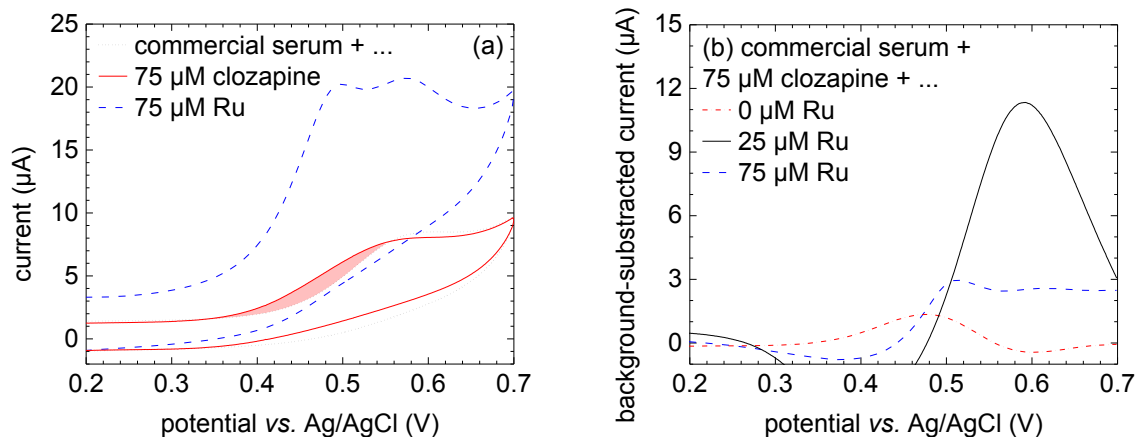 (a)
commercial serum + ...
75 μM clozapine
75 μM Ru
25
20
15
10
5
0
0.2 0.3 0.4 0.5 0.6 0.7
current (μA)
potential vs. Ag/AgCl (V)
(b) commercial serum +
75 μM clozapine + ...
0 μM Ru
25 μM Ru
75 μM Ru
15
12
9
6
3
0
0.2 0.3 0.4 0.5 0.6 0.7
background-substracted current (μA)
potential vs. Ag/AgCl (V)